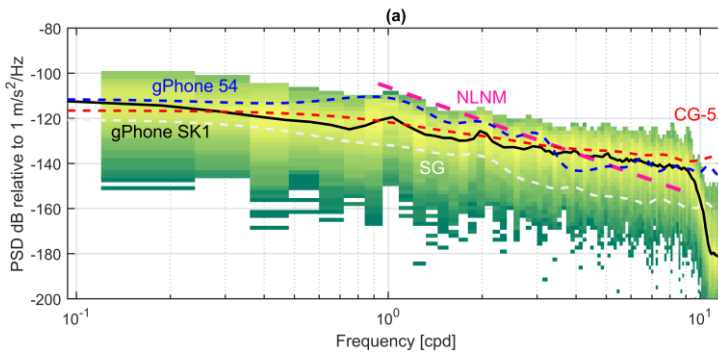 (a)
-80
-100
-120
-140
-160
-180
-200
PSD dB relative to 1 m/s²/Hz
gPhone 54
NLNM
CG-5
gPhone SK1
SG
10⁻¹
10⁰
10¹
Frequency [cpd]